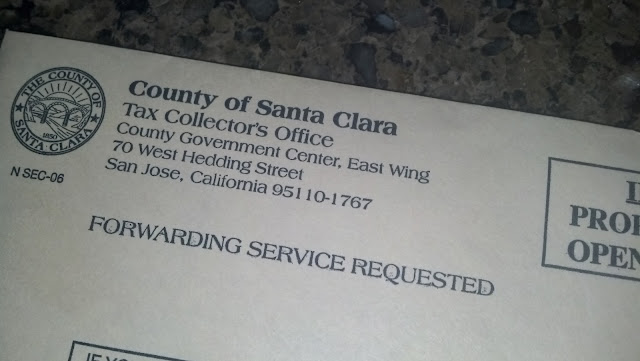 THE COUNTY OF
SANTA CLARA
1850
County of Santa Clara
Tax Collector's Office
County Government Center, East Wing
70 West Hedding Street
San Jose, California 95110-1767
N SEC-06
FORWARDING SERVICE REQUESTED
OPEN